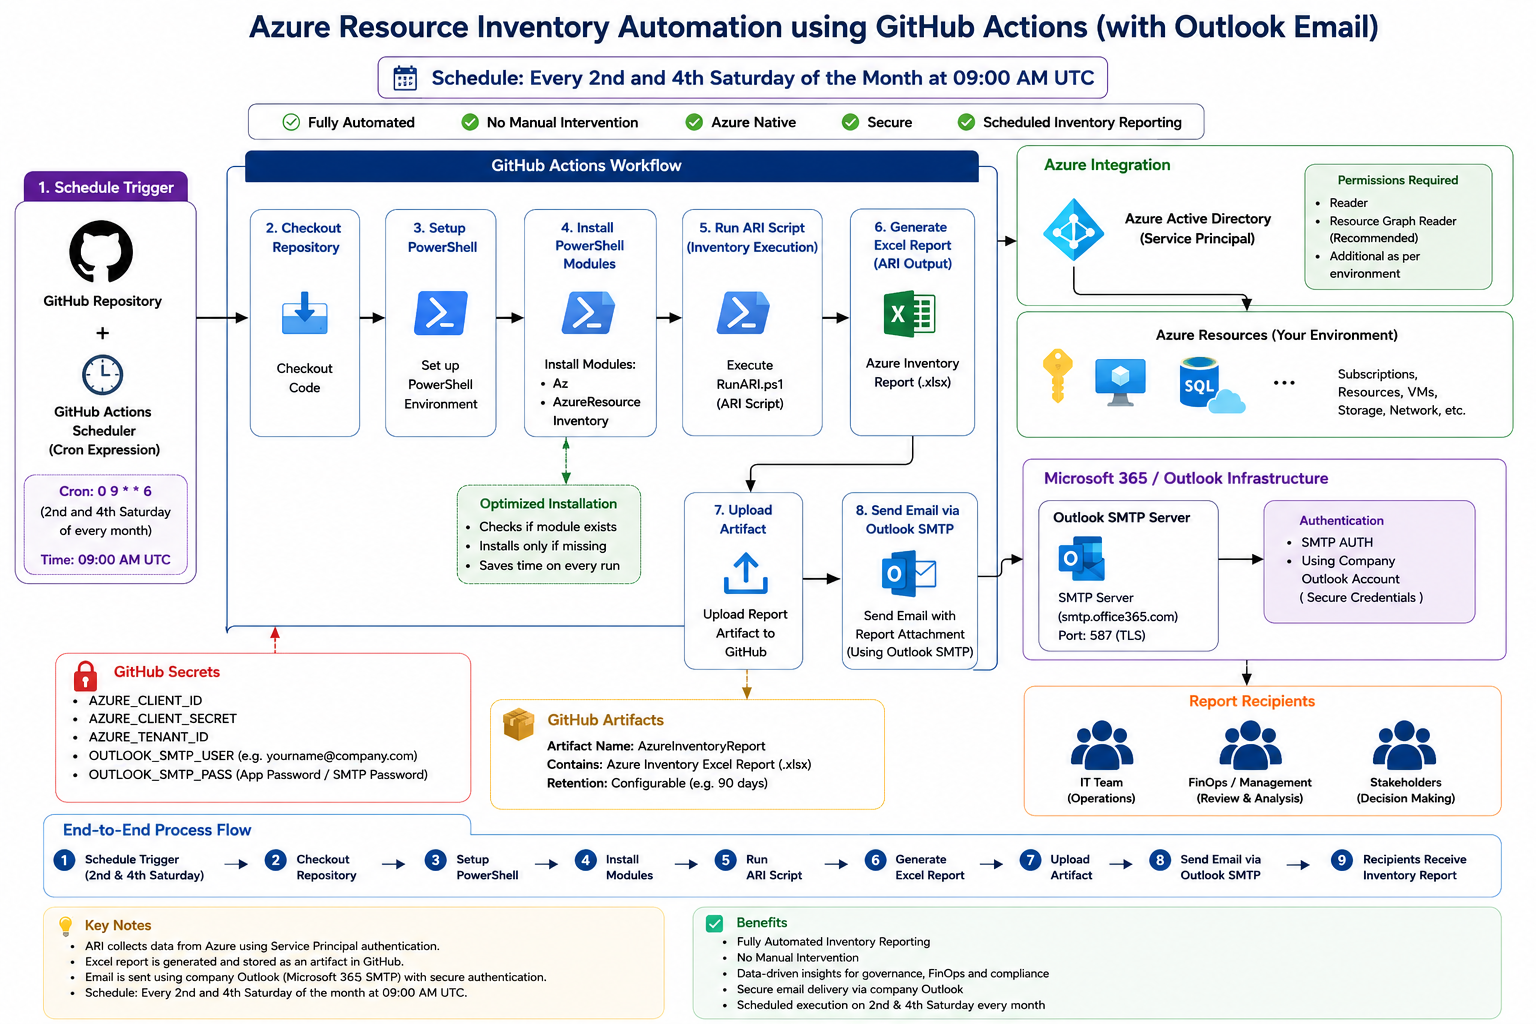 Azure Resource Inventory Automation using GitHub Actions (with Outlook Email)
Schedule: Every 2nd and 4th Saturday of the Month at 09:00 AM UTC
Fully Automated
No Manual Intervention
Azure Native
Secure
Scheduled Inventory Reporting
1. Schedule Trigger
GitHub Repository
+
GitHub Actions
Scheduler
(Cron Expression)
Cron: 0 9 * * 6
(2nd and 4th Saturday
of every month)
Time: 09:00 AM UTC
GitHub Actions Workflow
2. Checkout
Repository
Checkout
Code
3. Setup
PowerShell
Set up
PowerShell
Environment
4. Install
PowerShell
Modules
Install Modules:
• Az
• AzureResource
Inventory
5. Run ARI Script
(Inventory Execution)
Execute
RunARI.ps1
(ARI Script)
6. Generate
Excel Report
(ARI Output)
X
Azure Inventory
Report (.xlsx)
Optimized Installation
• Checks if module exists
• Installs only if missing
• Saves time on every run
7. Upload
Artifact
Upload Report
Artifact to
GitHub
8. Send Email via
Outlook SMTP
O
Send Email with
Report Attachment
(Using Outlook SMTP)
Azure Integration
Azure Active Directory
(Service Principal)
Permissions Required
• Reader
• Resource Graph Reader
(Recommended)
• Additional as per
environment
Azure Resources (Your Environment)
SQL
...
Subscriptions,
Resources, VMs,
Storage, Network, etc.
Microsoft 365 / Outlook Infrastructure
Outlook SMTP Server
O
SMTP Server
(smtp.office365.com)
Port: 587 (TLS)
Authentication
• SMTP AUTH
• Using Company
Outlook Account
( Secure Credentials )
GitHub Secrets
• AZURE_CLIENT_ID
• AZURE_CLIENT_SECRET
• AZURE_TENANT_ID
• OUTLOOK_SMTP_USER (e.g. yourname@company.com)
• OUTLOOK_SMTP_PASS (App Password / SMTP Password)
GitHub Artifacts
Artifact Name: AzureInventoryReport
Contains: Azure Inventory Excel Report (.xlsx)
Retention: Configurable (e.g. 90 days)
Report Recipients
IT Team
(Operations)
FinOps / Management
(Review & Analysis)
Stakeholders
(Decision Making)
End-to-End Process Flow
1 Schedule Trigger
(2nd & 4th Saturday)
2 Checkout
Repository
3 Setup
PowerShell
4 Install
Modules
5 Run
ARI Script
6 Generate
Excel Report
7 Upload
Artifact
8 Send Email via
Outlook SMTP
9 Recipients Receive
Inventory Report
Key Notes
• ARI collects data from Azure using Service Principal authentication.
• Excel report is generated and stored as an artifact in GitHub.
• Email is sent using company Outlook (Microsoft 365 SMTP) with secure authentication.
• Schedule: Every 2nd and 4th Saturday of the month at 09:00 AM UTC.
Benefits
• Fully Automated Inventory Reporting
• No Manual Intervention
• Data-driven insights for governance, FinOps and compliance
• Secure email delivery via company Outlook
• Scheduled execution on 2nd & 4th Saturday every month